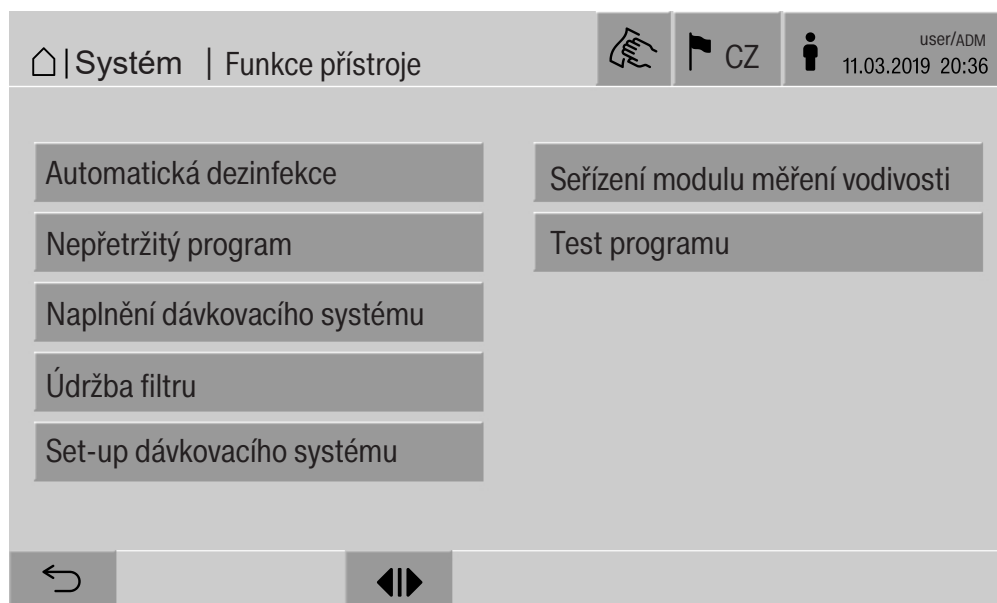 | Systém | Funkce přístroje
CZ
user/ADM
11.03.2019 20:36
Automatická dezinfekce
Nepřetržitý program
Naplnění dávkovacího systému
Údržba filtru
Set-up dávkovacího systému
Seřízení modulu měření vodivosti
Test programu